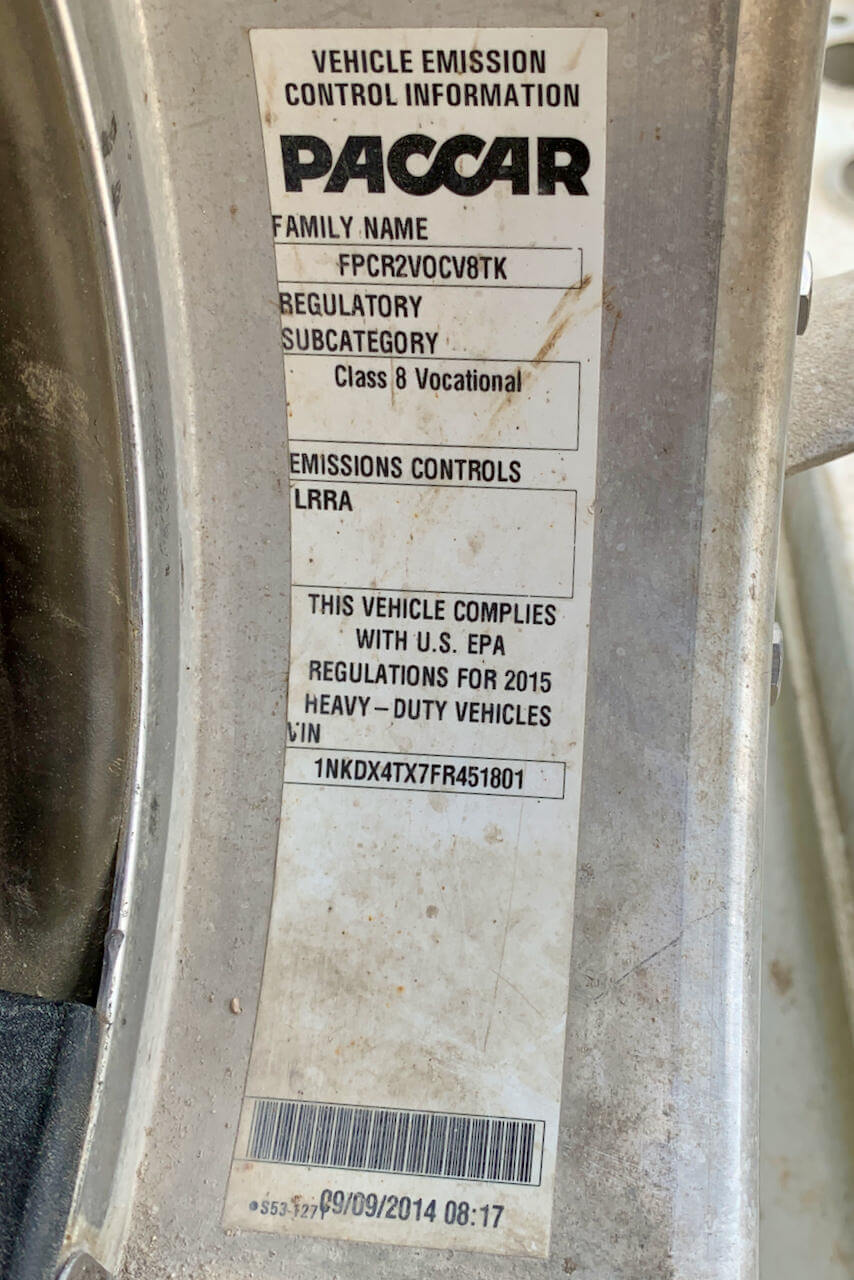 VEHICLE EMISSION
CONTROL INFORMATION
PACCAR
FAMILY NAME
FPCR2VOCV8TK
REGULATORY
SUBCATEGORY
Class 8 Vocational
EMISSIONS CONTROLS
LRRA
THIS VEHICLE COMPLIES
WITH U.S. EPA
REGULATIONS FOR 2015
HEAVY–DUTY VEHICLES
VIN
1NKDX4TX7FR451801
09/09/2014 08:17